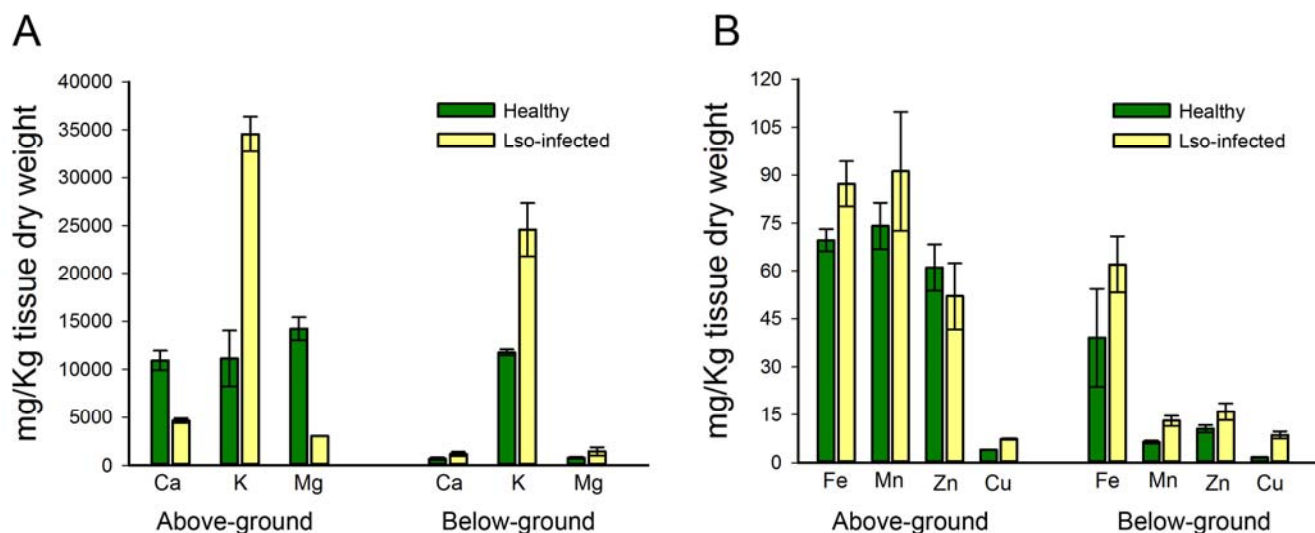 A
mg/Kg tissue dry weight
40000
35000
30000
25000
20000
15000
10000
5000
0
Healthy
Lso-infected
Ca K Mg Ca K Mg
Above-ground Below-ground
B
mg/Kg tissue dry weight
120
105
90
75
60
45
30
15
0
Healthy
Lso-infected
Fe Mn Zn Cu Fe Mn Zn Cu
Above-ground Below-ground